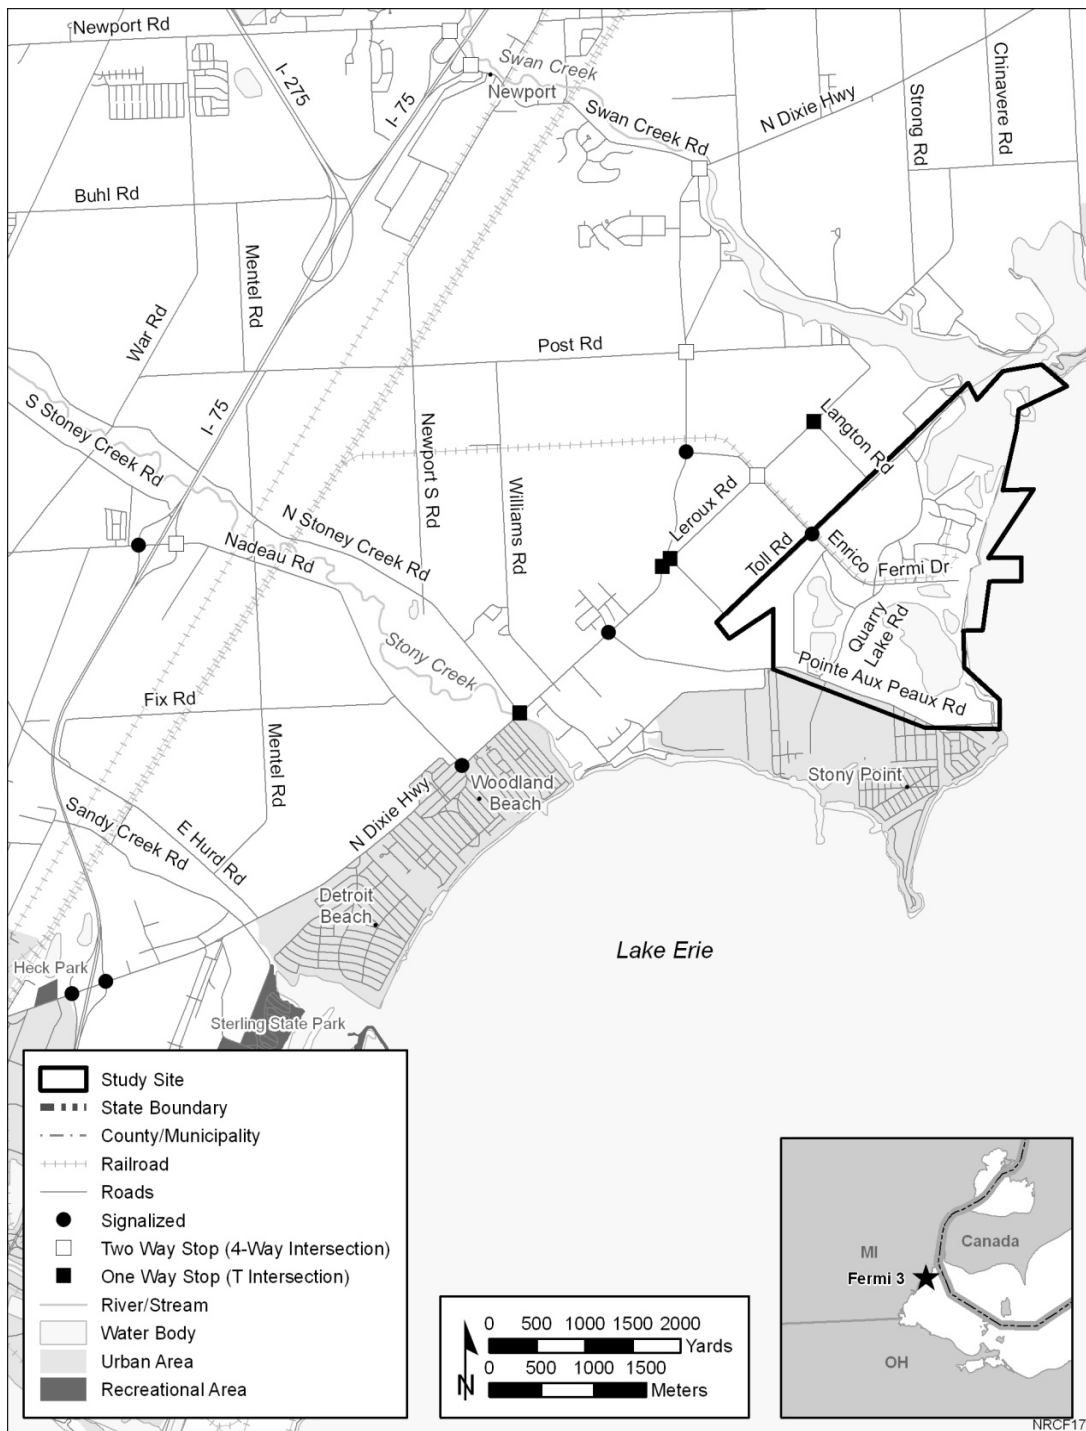 Newport Rd
Swan Creek
Newport
I- 275
I- 75
Swan Creek Rd
N Dixie Hwy
Strong Rd
Chinavere Rd
Buhl Rd
Mentel Rd
War Rd
Post Rd
I- 75
S Stoney Creek Rd
Newport S Rd
Williams Rd
Langton Rd
Leroux Rd
N Stoney Creek Rd
Nadeau Rd
Toll Rd
Enrico
Fermi Dr
Quarry
Lake Rd
Stony Creek
Pointe Aux Peaux Rd
Fix Rd
Mentel Rd
Stony Point
Woodland
Beach
N Dixie Hwy
Sandy Creek Rd
E Hurd Rd
Detroit
Beach
Lake Erie
Heck Park
Sterling State Park
Study Site
State Boundary
County/Municipality
Railroad
Roads
Signalized
Two Way Stop (4-Way Intersection)
One Way Stop (T Intersection)
River/Stream
Water Body
Urban Area
Recreational Area
N
0 500 1000 1500 2000
Yards
0 500 1000 1500
Meters
MI
Canada
Fermi 3
OH
NRCF17